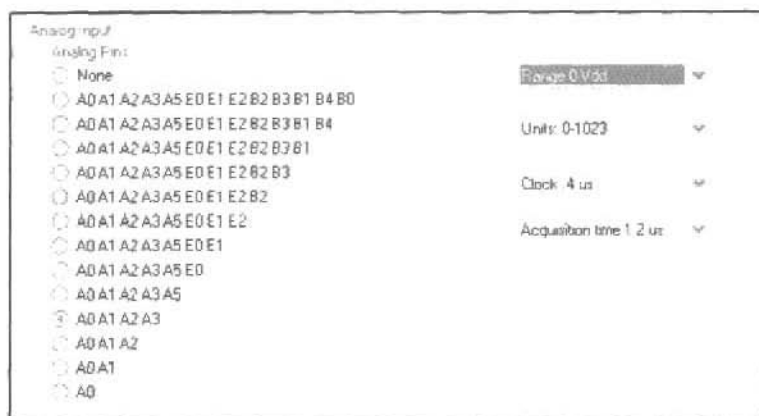 Analog Input
Analog Pins
None
A0 A1 A2 A3 A5 E0 E1 E2 B2 B3 B1 B4 B0
A0 A1 A2 A3 A5 E0 E1 E2 B2 B3 B1 B4
A0 A1 A2 A3 A5 E0 E1 E2 B2 B3 B1
A0 A1 A2 A3 A5 E0 E1 E2 B2 B3
A0 A1 A2 A3 A5 E0 E1 E2 B2
A0 A1 A2 A3 A5 E0 E1 E2
A0 A1 A2 A3 A5 E0 E1
A0 A1 A2 A3 A5 E0
A0 A1 A2 A3 A5
A0 A1 A2 A3
A0 A1 A2
A0 A1
A0
Range 0-Vdd
Units: 0-1023
Clock .4 us
Acquisition time 1.2 us